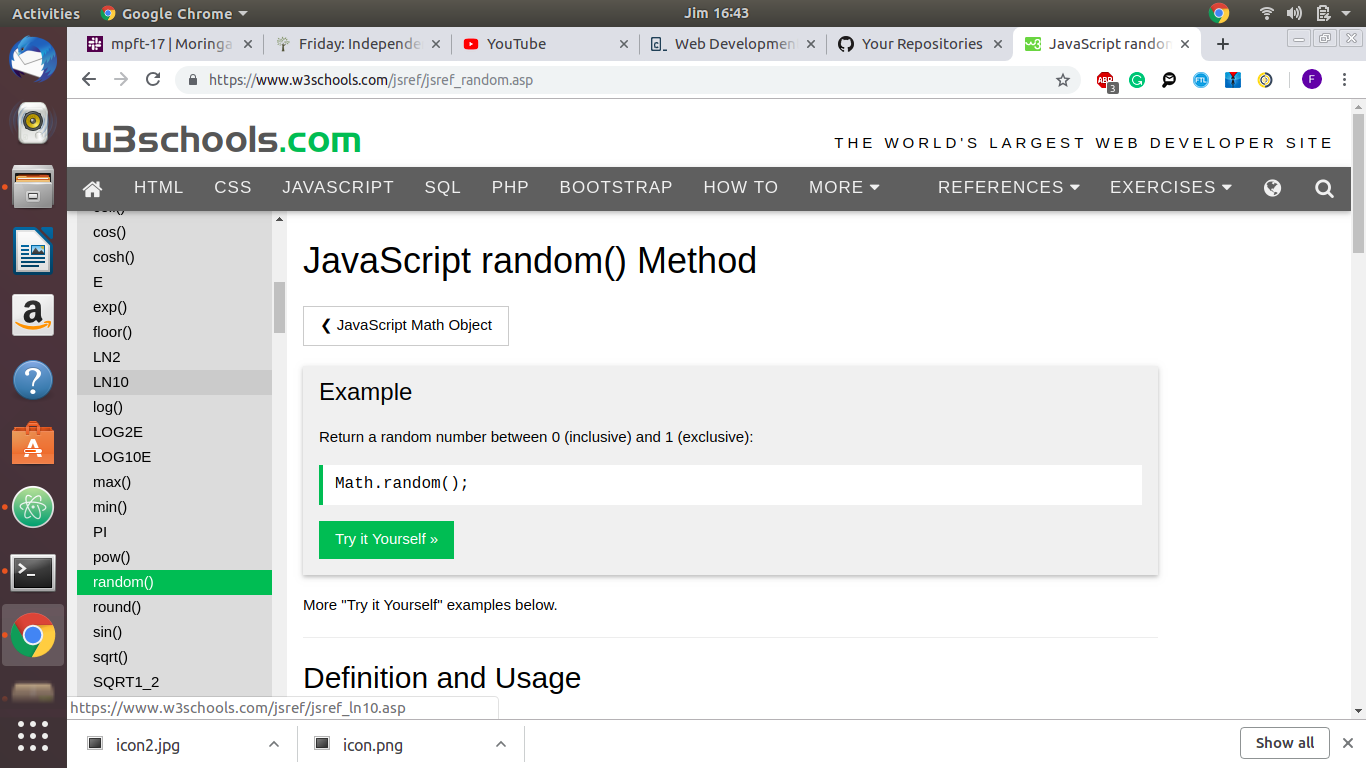 Activities
Google Chrome
Jim 16:43
mpft-17 | Moringa
Friday: Independe
YouTube
Web Developmen
Your Repositories
JavaScript random
https://www.w3schools.com/jsref/jsref_random.asp
ABP
3
FTL
F
w3schools.com
THE WORLD'S LARGEST WEB DEVELOPER SITE
HTML
CSS
JAVASCRIPT
SQL
PHP
BOOTSTRAP
HOW TO
MORE
REFERENCES
EXERCISES
cos()
cosh()
E
exp()
floor()
LN2
LN10
log()
LOG2E
LOG10E
max()
min()
PI
pow()
random()
round()
sin()
sqrt()
SQRT1_2
JavaScript random() Method
❮ JavaScript Math Object
Example
Return a random number between 0 (inclusive) and 1 (exclusive):
Math.random();
Try it Yourself »
More "Try it Yourself" examples below.
Definition and Usage
https://www.w3schools.com/jsref/jsref_ln10.asp
icon2.jpg
icon.png
Show all